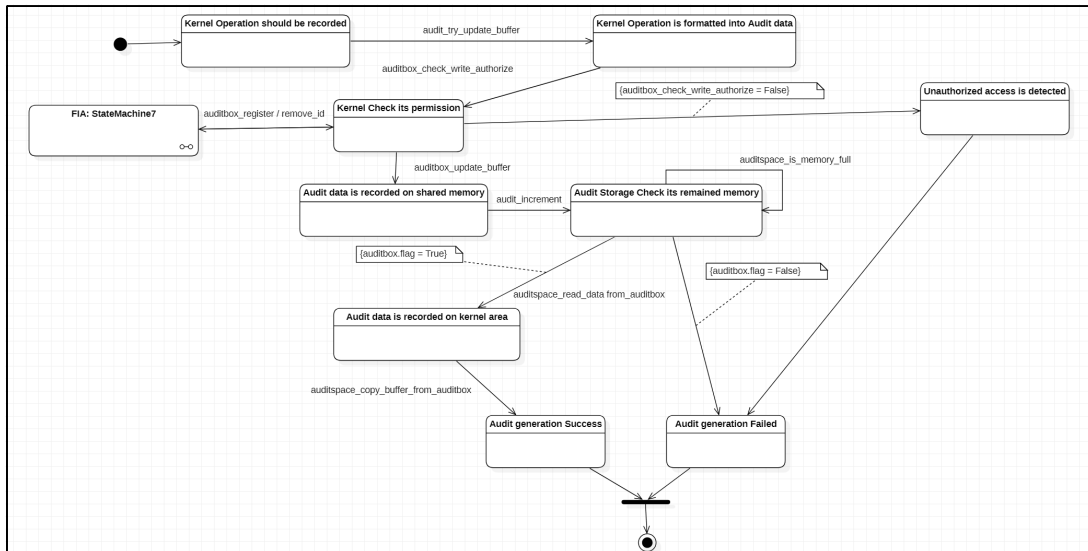 Kernel Operation should be recorded
audit_try_update_buffer
Kernel Operation is formatted into Audit data
auditbox_check_write_authorize
{auditbox_check_write_authorize = False}
Unauthorized access is detected
FIA: StateMachine7
auditbox_register / remove_id
Kernel Check its permission
auditbox_update_buffer
auditspace_is_memory_full
Audit data is recorded on shared memory
audit_increment
Audit Storage Check its remained memory
{auditbox.flag = True}
{auditbox.flag = False}
auditspace_read_data from_auditbox
Audit data is recorded on kernel area
auditspace_copy_buffer_from_auditbox
Audit generation Success
Audit generation Failed